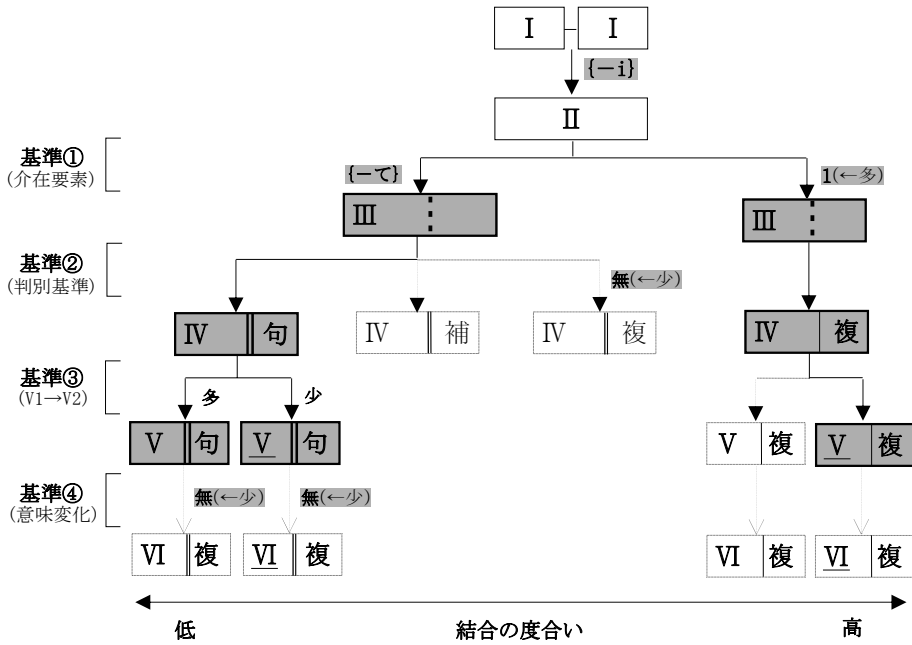 Ⅰ Ⅰ
{－i}
Ⅱ
基準①
(介在要素)
{－て} 1(←多)
Ⅲ Ⅲ
基準②
(判別基準)
無(←少)
Ⅳ 句 Ⅳ 補 Ⅳ 複 Ⅳ 複
基準③
(V1→V2)
多 少
Ⅴ 句 Ⅴ 句 Ⅴ 複 Ⅴ 複
基準④
(意味変化)
無(←少) 無(←少)
Ⅵ 複 Ⅵ 複 Ⅵ 複 Ⅵ 複
低 結合の度合い 高